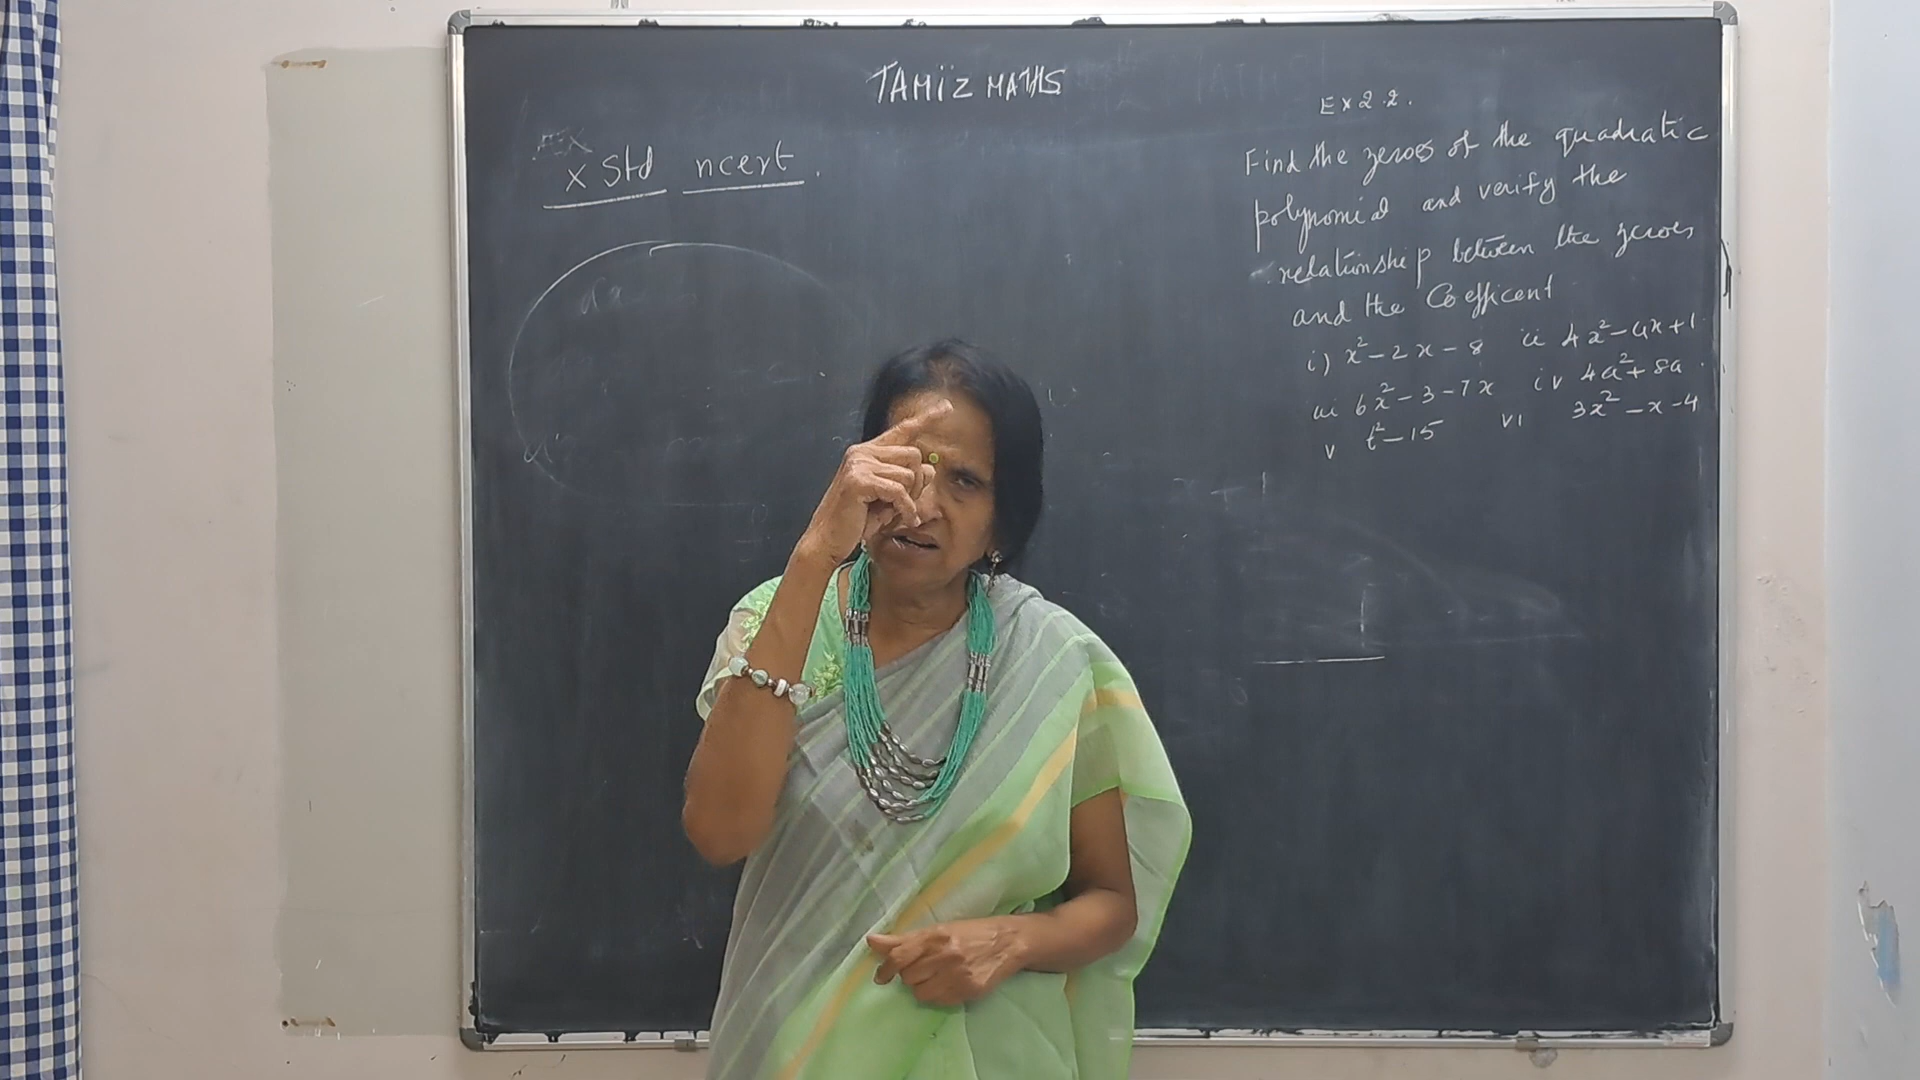 TAMIZ MATHS
x Std ncert.
Ex 2.2.
Find the zeroes of the quadratic
polynomial and verify the
relationship between the zeroes
and the Coefficent
i) x² - 2x - 8 ii 4x² - 4x + 1
iii 6x² - 3 - 7x iv 4a² + 8a
v t² - 15 vi 3x² - x - 4